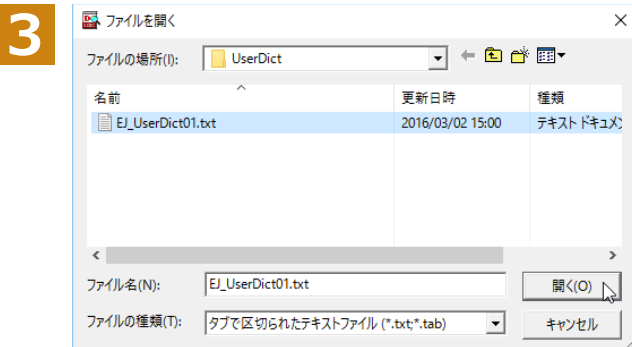 3
ファイルを開く
ファイルの場所(I): UserDict
名前 更新日時 種類
EJ_UserDict01.txt 2016/03/02 15:00 テキスト ドキュメン
ファイル名(N): EJ_UserDict01.txt 開く(O)
ファイルの種類(T): タブで区切られたテキストファイル (*.txt;*.tab) キャンセル